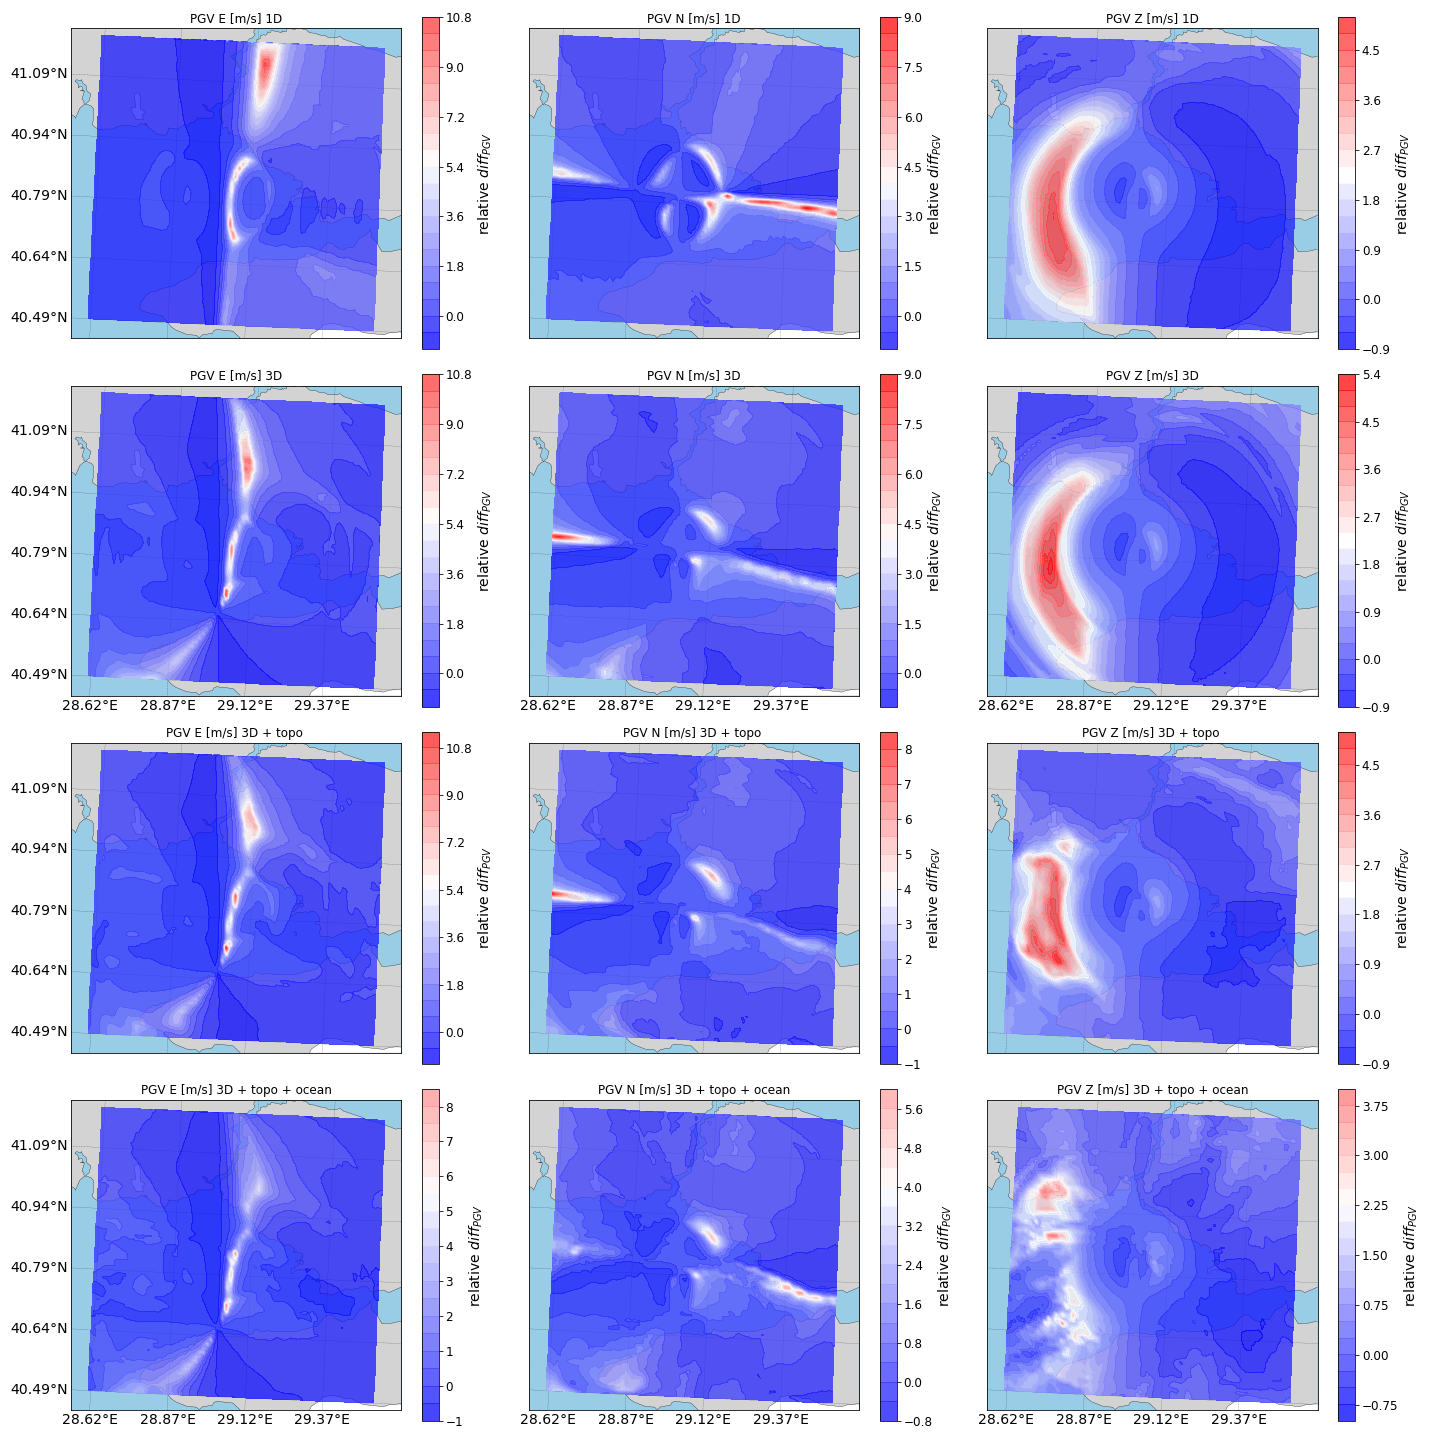 PGV E [m/s] 1D
PGV N [m/s] 1D
PGV Z [m/s] 1D
41.09°N
40.94°N
40.79°N
40.64°N
40.49°N
10.8
9.0
7.2
5.4
3.6
1.8
0.0
relative diff_PGV
9.0
7.5
6.0
4.5
3.0
1.5
0.0
relative diff_PGV
4.5
3.6
2.7
1.8
0.9
0.0
−0.9
relative diff_PGV
PGV E [m/s] 3D
PGV N [m/s] 3D
PGV Z [m/s] 3D
41.09°N
40.94°N
40.79°N
40.64°N
40.49°N
28.62°E 28.87°E 29.12°E 29.37°E
10.8
9.0
7.2
5.4
3.6
1.8
0.0
relative diff_PGV
28.62°E 28.87°E 29.12°E 29.37°E
9.0
7.5
6.0
4.5
3.0
1.5
0.0
relative diff_PGV
28.62°E 28.87°E 29.12°E 29.37°E
5.4
4.5
3.6
2.7
1.8
0.9
0.0
−0.9
relative diff_PGV
PGV E [m/s] 3D + topo
PGV N [m/s] 3D + topo
PGV Z [m/s] 3D + topo
41.09°N
40.94°N
40.79°N
40.64°N
40.49°N
10.8
9.0
7.2
5.4
3.6
1.8
0.0
relative diff_PGV
8
7
6
5
4
3
2
1
0
−1
relative diff_PGV
4.5
3.6
2.7
1.8
0.9
0.0
−0.9
relative diff_PGV
PGV E [m/s] 3D + topo + ocean
PGV N [m/s] 3D + topo + ocean
PGV Z [m/s] 3D + topo + ocean
41.09°N
40.94°N
40.79°N
40.64°N
40.49°N
28.62°E 28.87°E 29.12°E 29.37°E
8
7
6
5
4
3
2
1
0
−1
relative diff_PGV
28.62°E 28.87°E 29.12°E 29.37°E
5.6
4.8
4.0
3.2
2.4
1.6
0.8
0.0
−0.8
relative diff_PGV
28.62°E 28.87°E 29.12°E 29.37°E
3.75
3.00
2.25
1.50
0.75
0.00
−0.75
relative diff_PGV